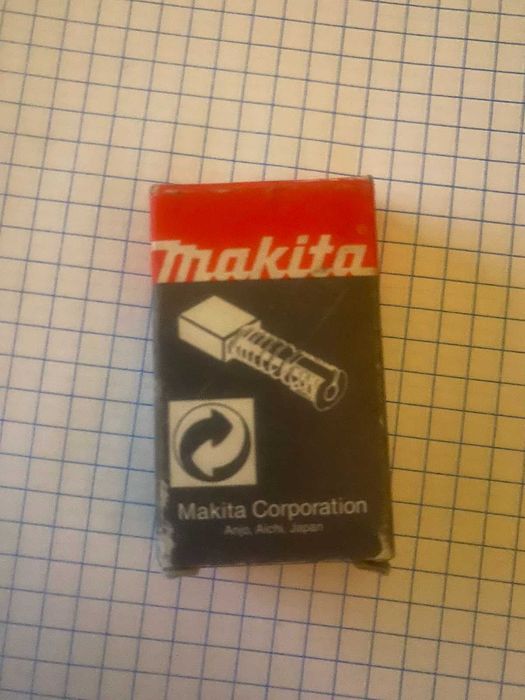 makita®
Makita Corporation
Anjo, Aichi, Japan